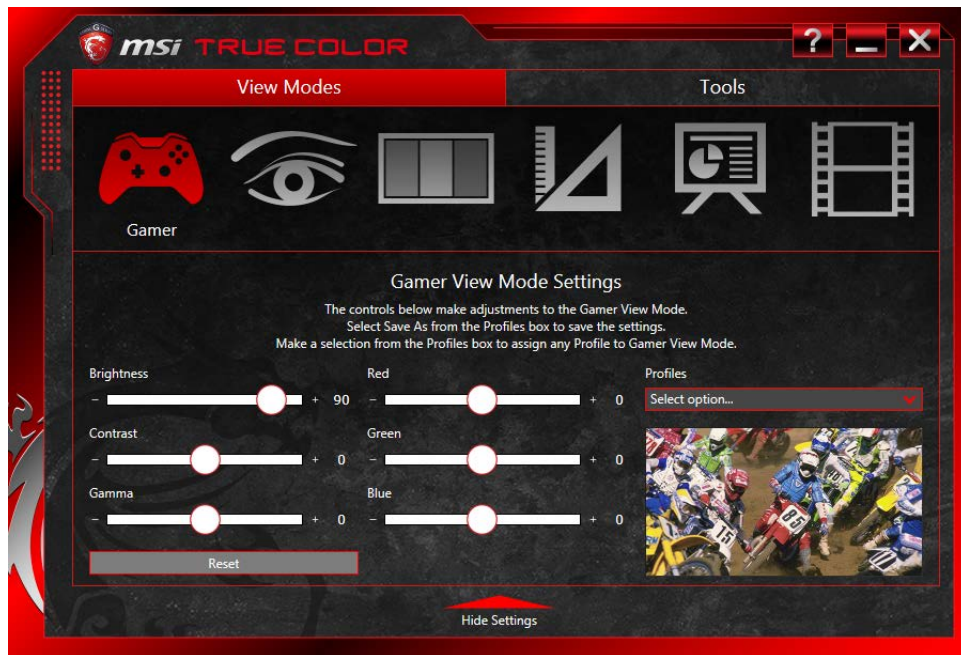 msi TRUE COLOR
?
View Modes
Tools
Gamer
Gamer View Mode Settings
The controls below make adjustments to the Gamer View Mode.
Select Save As from the Profiles box to save the settings.
Make a selection from the Profiles box to assign any Profile to Gamer View Mode.
Brightness
- + 90
Red
- + 0
Profiles
Select option...
Contrast
- + 0
Green
- + 0
Gamma
- + 0
Blue
- + 0
15
85
Reset
Hide Settings